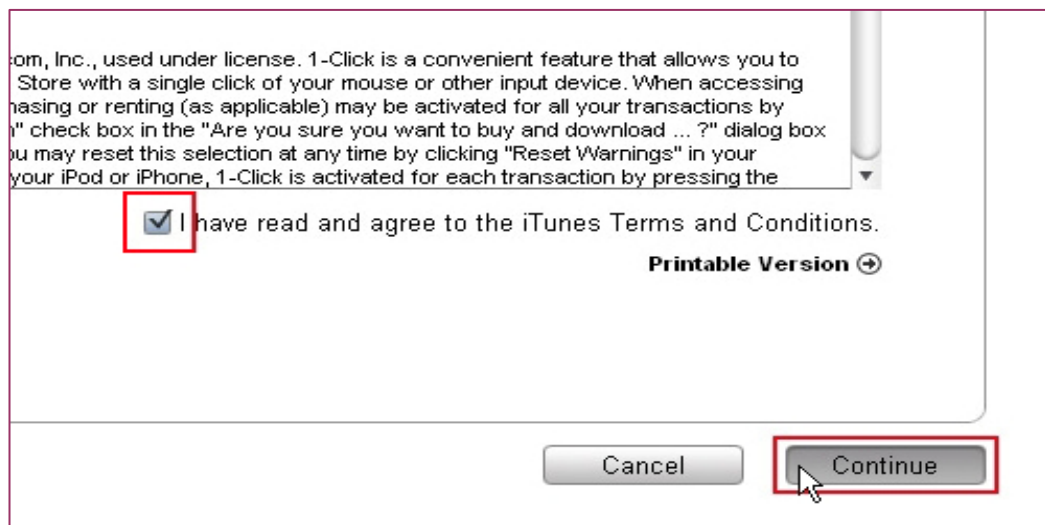 om, Inc., used under license. 1-Click is a convenient feature that allows you to
Store with a single click of your mouse or other input device. When accessing
hasing or renting (as applicable) may be activated for all your transactions by
" check box in the "Are you sure you want to buy and download ... ?" dialog box
ou may reset this selection at any time by clicking "Reset Warnings" in your
your iPod or iPhone, 1-Click is activated for each transaction by pressing the
I have read and agree to the iTunes Terms and Conditions.
Printable Version
Cancel
Continue